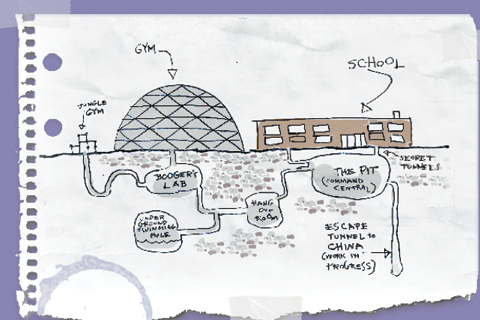 GYM
SCHOOL
JUNGLE
GYM
SECRET
TUNNELS
BOOGER'S
LAB
THE PIT
(COMMAND
CENTRAL)
HANG
OUT
ROOM
UNDER
GROUND
SWIMMING
HOLE
ESCAPE
TUNNEL to
CHINA
(WORK IN
PROGRESS)